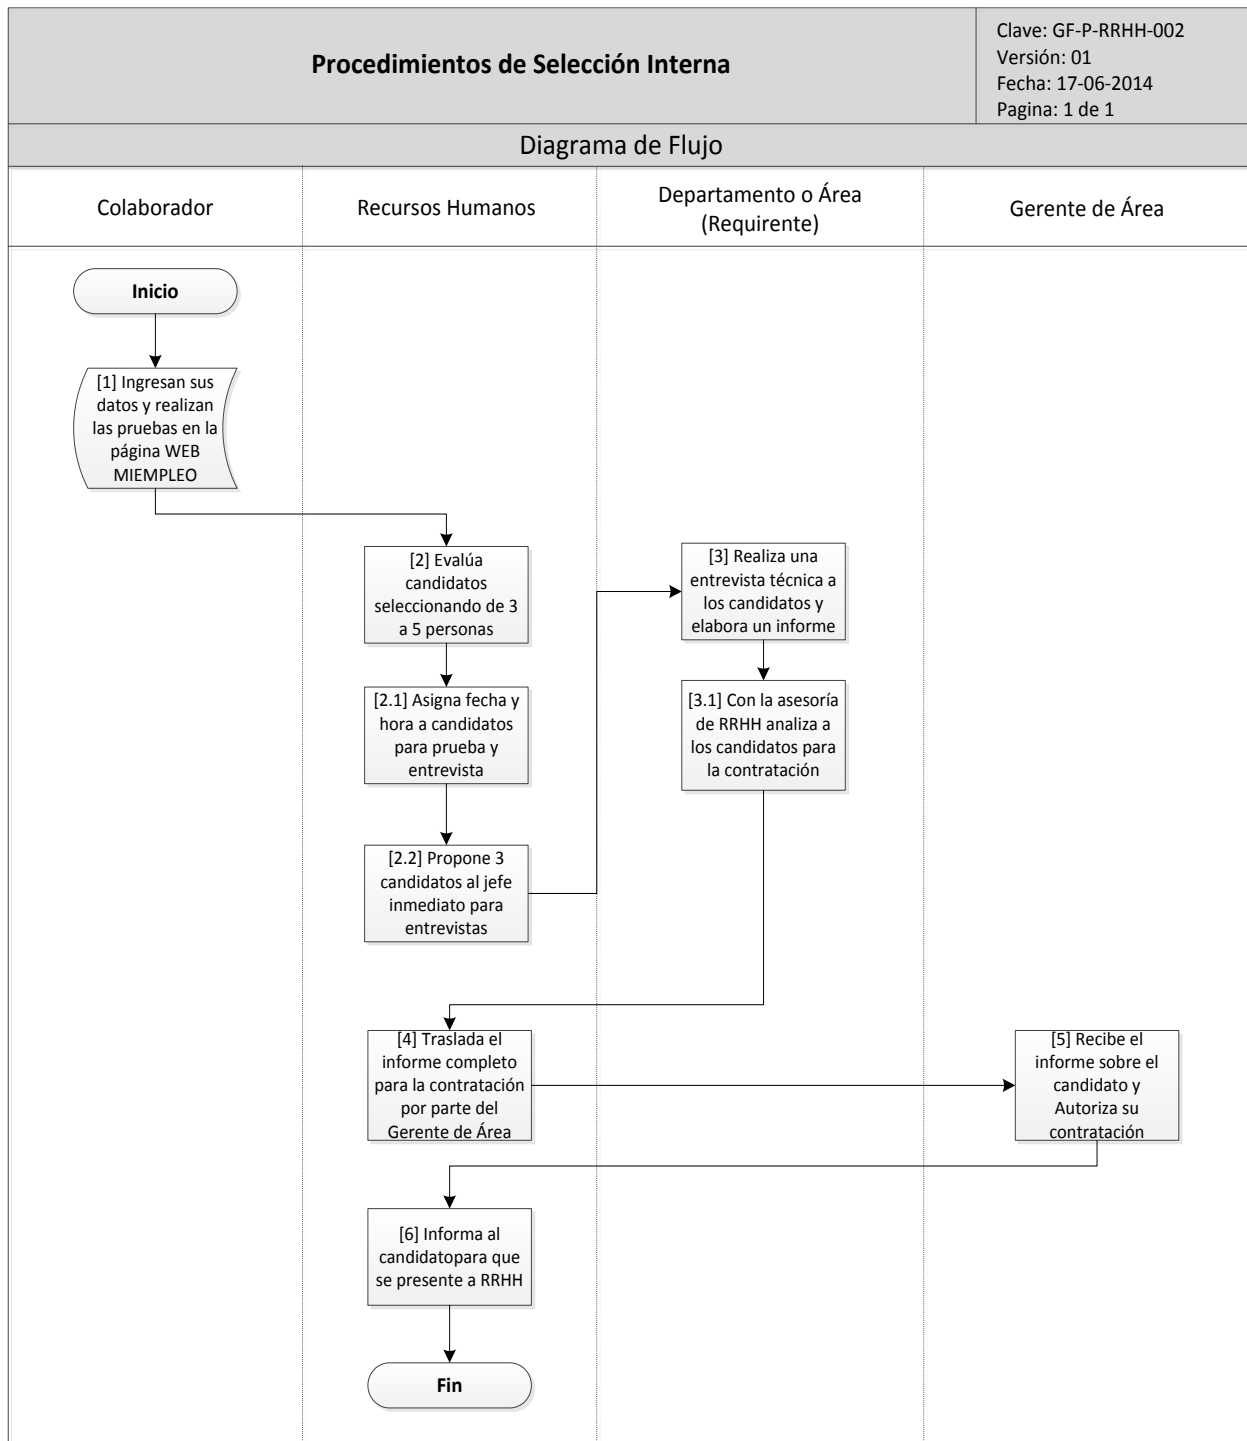 Procedimientos de Selección Interna
Clave: GF-P-RRHH-002
Versión: 01
Fecha: 17-06-2014
Pagina: 1 de 1
Diagrama de Flujo
Colaborador
Recursos Humanos
Departamento o Área
(Requirente)
Gerente de Área
Inicio
[1] Ingresan sus
datos y realizan
las pruebas en la
página WEB
MIEMPLEO
[2] Evalúa
candidatos
seleccionando de 3
a 5 personas
[2.1] Asigna fecha y
hora a candidatos
para prueba y
entrevista
[2.2] Propone 3
candidatos al jefe
inmediato para
entrevistas
[3] Realiza una
entrevista técnica a
los candidatos y
elabora un informe
[3.1] Con la asesoría
de RRHH analiza a
los candidatos para
la contratación
[4] Traslada el
informe completo
para la contratación
por parte del
Gerente de Área
[5] Recibe el
informe sobre el
candidato y
Autoriza su
contratación
[6] Informa al
candidatopara que
se presente a RRHH
Fin